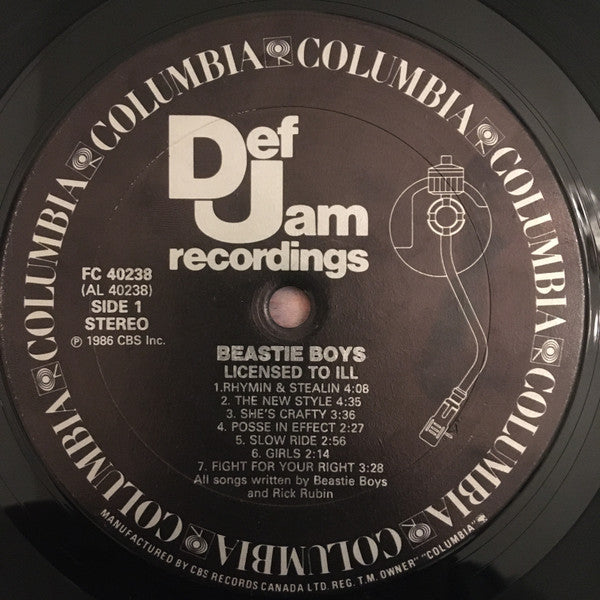 COLUMBIA COLUMBIA COLUMBIA COLUMBIA COLUMBIA COLUMBIA COLUMBIA COLUMBIA
Def
Jam
recordings
FC 40238
(AL 40238)
SIDE 1
STEREO
℗ 1986 CBS Inc.
BEASTIE BOYS
LICENSED TO ILL
1.RHYMIN & STEALIN 4:08
2. THE NEW STYLE 4:35
3. SHE'S CRAFTY 3:36
4. POSSE IN EFFECT 2:27
5. SLOW RIDE 2:56
6. GIRLS 2:14
7. FIGHT FOR YOUR RIGHT 3:28
All songs written by Beastie Boys
and Rick Rubin
MANUFACTURED BY CBS RECORDS CANADA LTD. REG. T.M. OWNER "COLUMBIA"